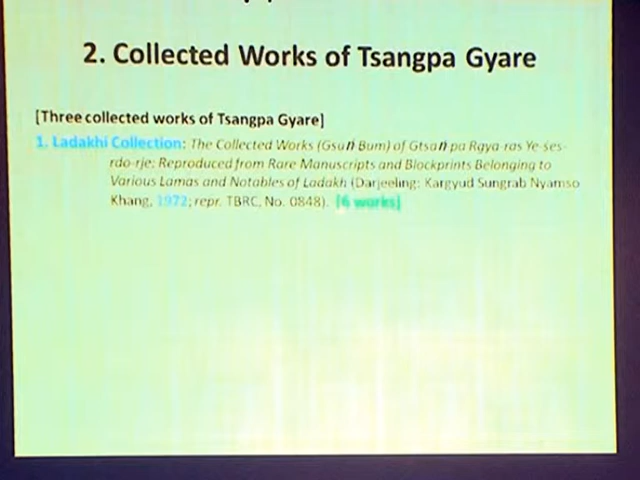 2. Collected Works of Tsangpa Gyare
[Three collected works of Tsangpa Gyare]
1. Ladakhi Collection: The Collected Works (Gsuṅ Bum) of Gtsaṅ pa Rgya-ras Ye-ses-
rdo-rje: Reproduced from Rare Manuscripts and Blockprints Belonging to
Various Lamas and Notables of Ladakh (Darjeeling: Kargyud Sungrab Nyamso
Khang, 1972; repr. TBRC, No. 0848). [6 works]